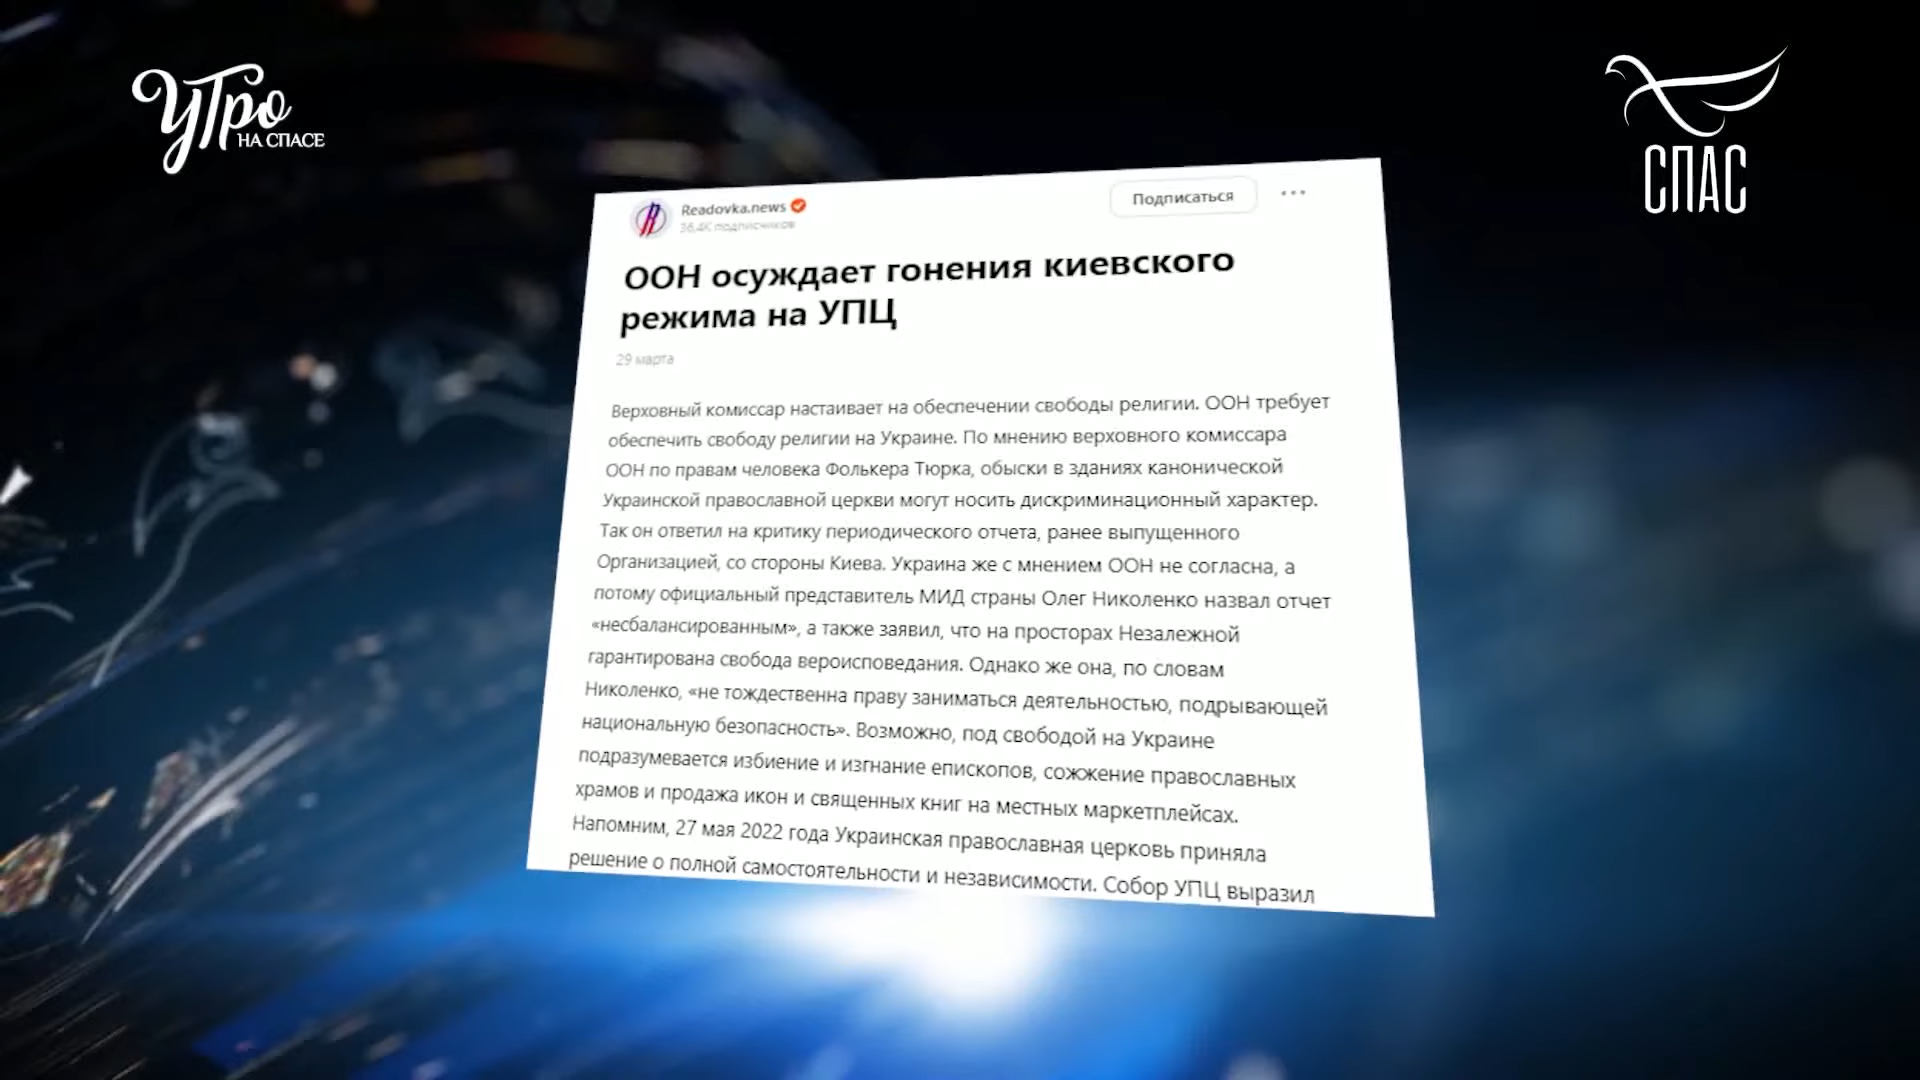 Утро
НА СПАСЕ
СПАС
Readovka.news
36,4К подписчиков
Подписаться
ООН осуждает гонения киевского
режима на УПЦ
29 марта
Верховный комиссар настаивает на обеспечении свободы религии. ООН требует
обеспечить свободу религии на Украине. По мнению верховного комиссара
ООН по правам человека Фолькера Тюрка, обыски в зданиях канонической
Украинской православной церкви могут носить дискриминационный характер.
Так он ответил на критику периодического отчета, ранее выпущенного
Организацией, со стороны Киева. Украина же с мнением ООН не согласна, а
потому официальный представитель МИД страны Олег Николенко назвал отчет
«несбалансированным», а также заявил, что на просторах Незалежной
гарантирована свобода вероисповедания. Однако же она, по словам
Николенко, «не тождественна праву заниматься деятельностью, подрывающей
национальную безопасность». Возможно, под свободой на Украине
подразумевается избиение и изгнание епископов, сожжение православных
храмов и продажа икон и священных книг на местных маркетплейсах.
Напомним, 27 мая 2022 года Украинская православная церковь приняла
решение о полной самостоятельности и независимости. Собор УПЦ выразил